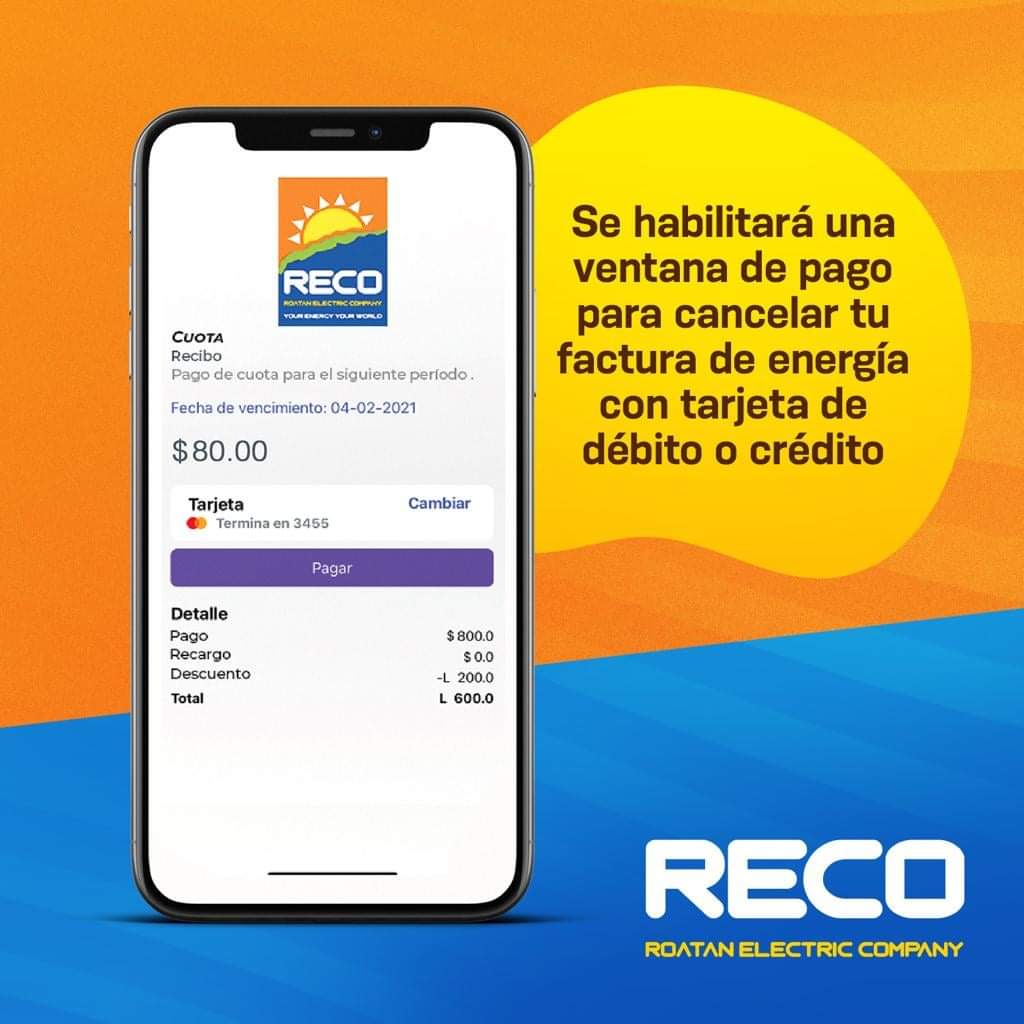 RECO
ROATAN ELECTRIC COMPANY
YOUR ENERGY YOUR WORLD
CUOTA
Recibo
Pago de cuota para el siguiente período .
Fecha de vencimiento: 04-02-2021
$80.00
Tarjeta Cambiar
Termina en 3455
Pagar
Detalle
Pago $800.0
Recargo $0.0
Descuento -L 200.0
Total L 600.0
Se habilitará una
ventana de pago
para cancelar tu
factura de energía
con tarjeta de
débito o crédito
RECO
ROATAN ELECTRIC COMPANY